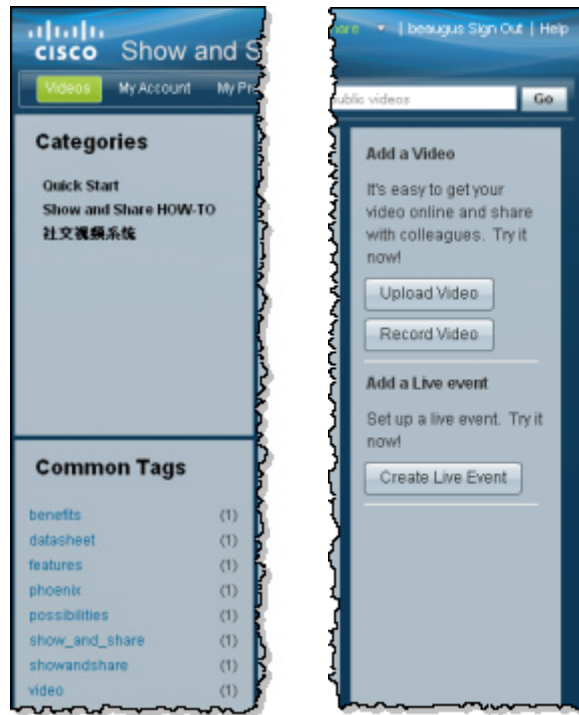 CISCO Show and S
Videos My Account My Pr
Categories
Quick Start
Show and Share HOW-TO
社交視頻系统
Common Tags
benefits (1)
datasheet (1)
features (1)
phoenix (1)
possibilities (1)
show_and_share (1)
showandshare (1)
video (1)
are | beaugus Sign Out | Help
public videos Go
Add a Video
It's easy to get your
video online and share
with colleagues. Try it
now!
Upload Video
Record Video
Add a Live event
Set up a live event. Try it
now!
Create Live Event